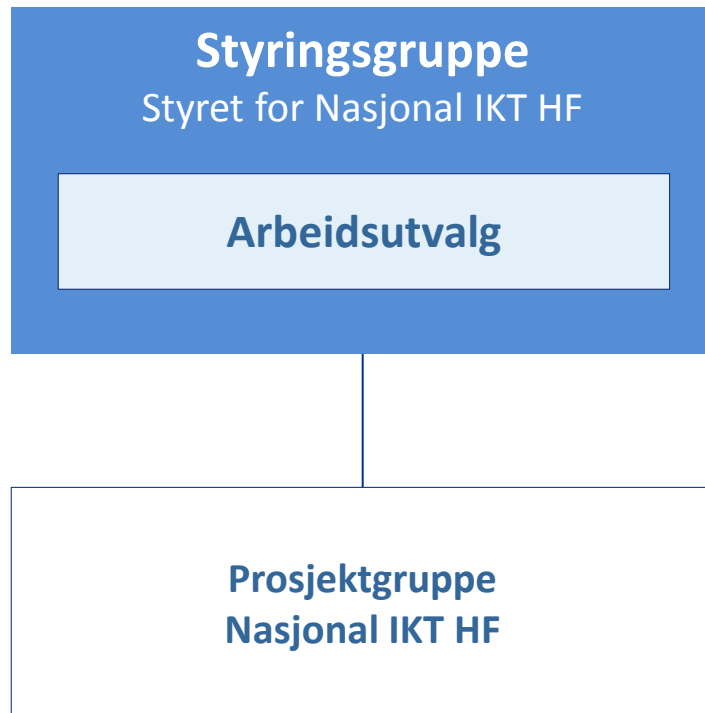 Styringsgruppe
Styret for Nasjonal IKT HF
Arbeidsutvalg
Prosjektgruppe
Nasjonal IKT HF